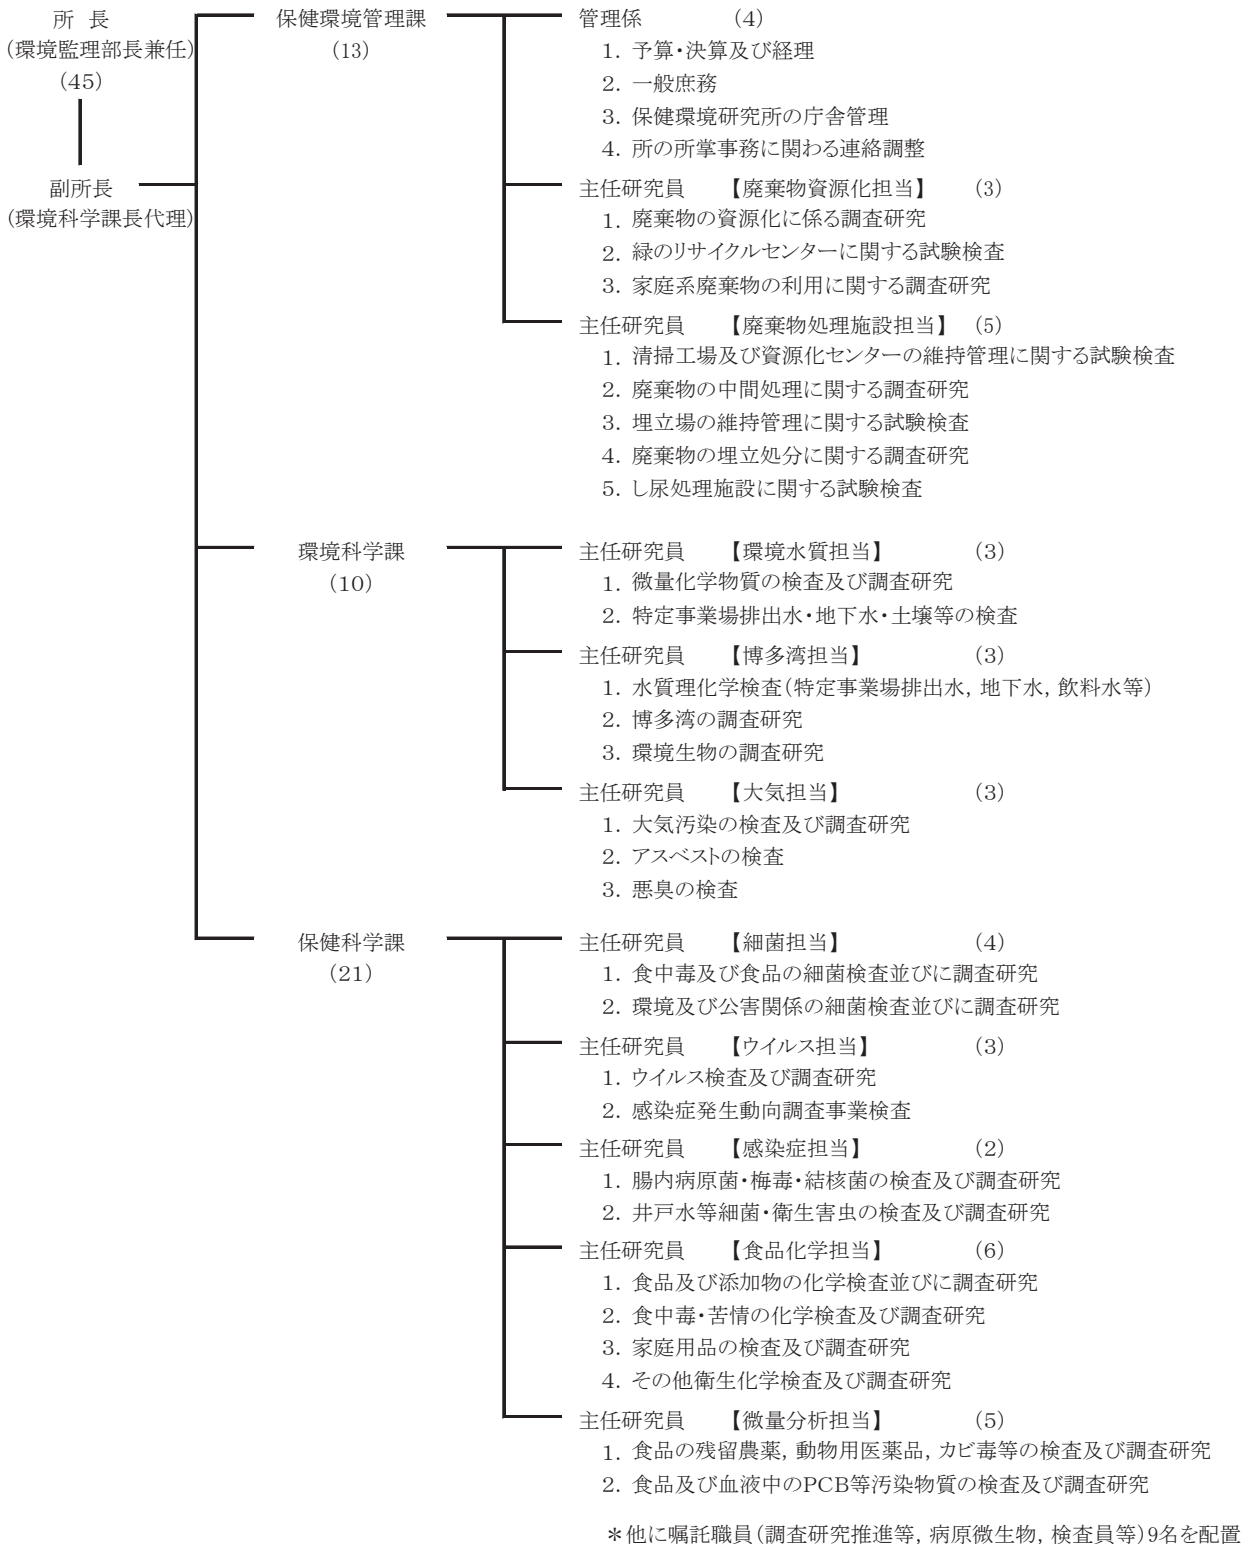 所 長
(環境監理部長兼任)
(45)
副所長
(環境科学課長代理)
保健環境管理課
(13)
管理係 (4)
1. 予算・決算及び経理
2. 一般庶務
3. 保健環境研究所の庁舎管理
4. 所の所掌事務に関わる連絡調整
主任研究員 【廃棄物資源化担当】 (3)
1. 廃棄物の資源化に係る調査研究
2. 緑のリサイクルセンターに関する試験検査
3. 家庭系廃棄物の利用に関する調査研究
主任研究員 【廃棄物処理施設担当】 (5)
1. 清掃工場及び資源化センターの維持管理に関する試験検査
2. 廃棄物の中間処理に関する調査研究
3. 埋立場の維持管理に関する試験検査
4. 廃棄物の埋立処分に関する調査研究
5. し尿処理施設に関する試験検査
環境科学課
(10)
主任研究員 【環境水質担当】 (3)
1. 微量化学物質の検査及び調査研究
2. 特定事業場排出水・地下水・土壌等の検査
主任研究員 【博多湾担当】 (3)
1. 水質理化学検査(特定事業場排出水, 地下水, 飲料水等)
2. 博多湾の調査研究
3. 環境生物の調査研究
主任研究員 【大気担当】 (3)
1. 大気汚染の検査及び調査研究
2. アスベストの検査
3. 悪臭の検査
保健科学課
(21)
主任研究員 【細菌担当】 (4)
1. 食中毒及び食品の細菌検査並びに調査研究
2. 環境及び公害関係の細菌検査並びに調査研究
主任研究員 【ウイルス担当】 (3)
1. ウイルス検査及び調査研究
2. 感染症発生動向調査事業検査
主任研究員 【感染症担当】 (2)
1. 腸内病原菌・梅毒・結核菌の検査及び調査研究
2. 井戸水等細菌・衛生害虫の検査及び調査研究
主任研究員 【食品化学担当】 (6)
1. 食品及び添加物の化学検査並びに調査研究
2. 食中毒・苦情の化学検査及び調査研究
3. 家庭用品の検査及び調査研究
4. その他衛生化学検査及び調査研究
主任研究員 【微量分析担当】 (5)
1. 食品の残留農薬, 動物用医薬品, カビ毒等の検査及び調査研究
2. 食品及び血液中のPCB等汚染物質の検査及び調査研究
＊他に嘱託職員(調査研究推進等, 病原微生物, 検査員等)9名を配置